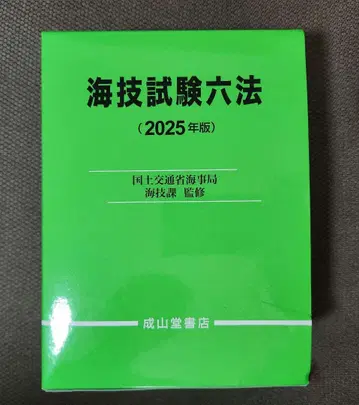 海技試験六法
（2025年版）
国土交通省海事局
海技課 監修
成山堂書店